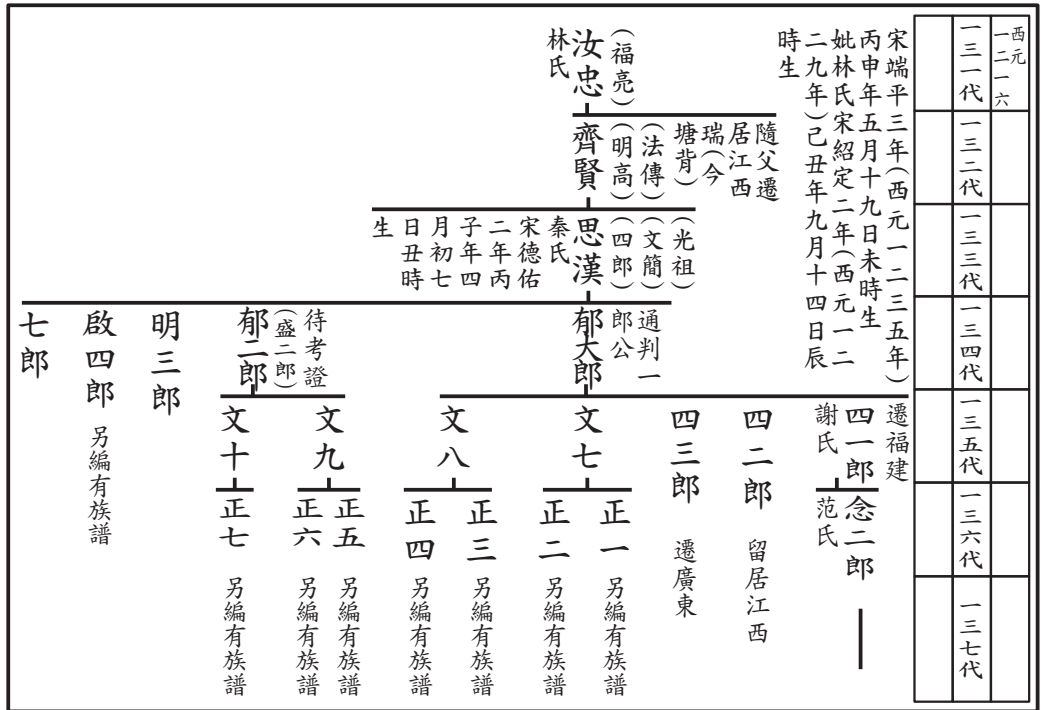 西元
一二一六
一三一代
一三二代
一三三代
一三四代
一三五代
一三六代
一三七代
宋端平三年(西元一二三五年)
丙申年五月十九日未時生
妣林氏宋紹定二年(西元一二
二九年)己丑年九月十四日辰
時生
(福亮)
汝忠
林氏
隨父遷
居江西
瑞(今
塘背)
(法傳)
(明高)
齊賢
(光祖)
(文簡)
(四郎)
思漢
秦氏
宋德佑
二年丙
子年四
月初七
日丑時
生
通判一
郎公
郁大郎
待考證
(盛二郎)
郁二郎
明三郎
啟四郎
另編有族譜
七郎
遷福建
四一郎
謝氏
四二郎
留居江西
四三郎
遷廣東
文七
文八
文九
文十
念二郎
范氏
正一
另編有族譜
正二
另編有族譜
正三
另編有族譜
正四
另編有族譜
正五
另編有族譜
正六
另編有族譜
正七
另編有族譜